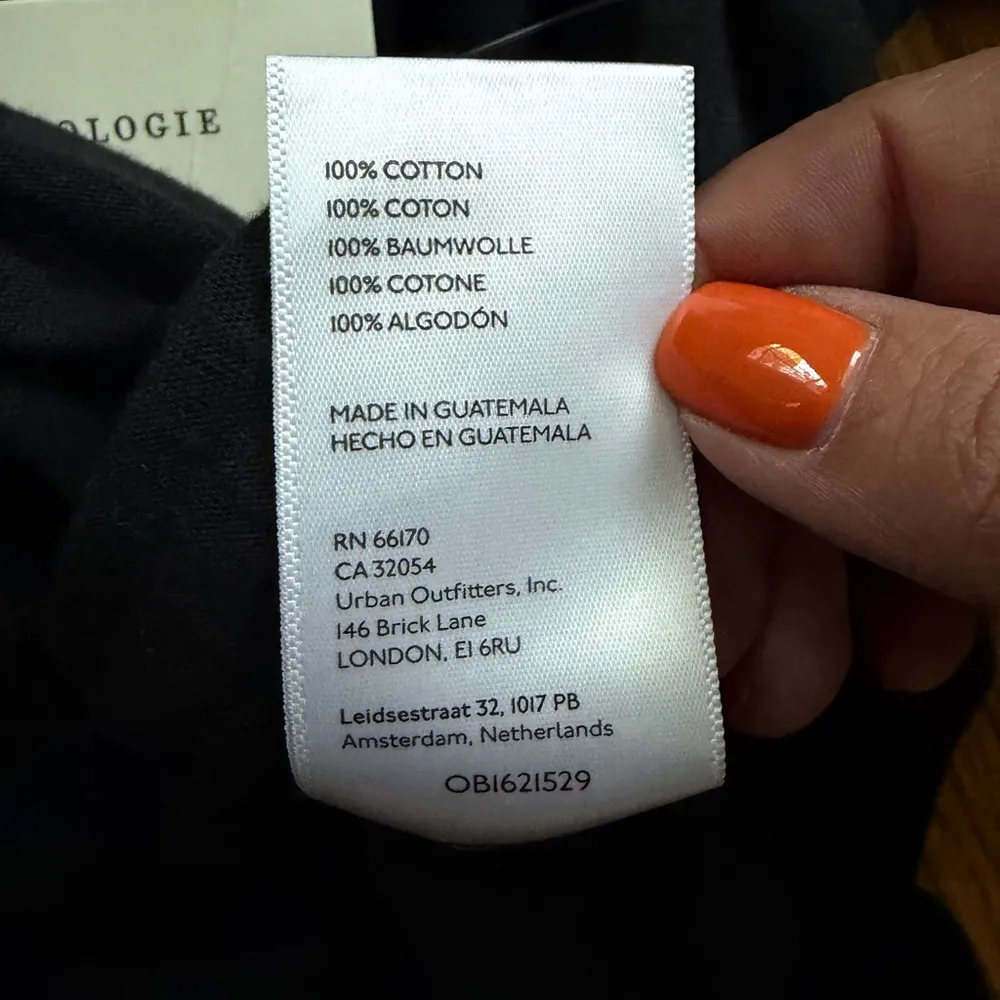 OLOGIE
100% COTTON
100% COTON
100% BAUMWOLLE
100% COTONE
100% ALGODÓN
MADE IN GUATEMALA
HECHO EN GUATEMALA
RN 66170
CA 32054
Urban Outfitters, Inc.
146 Brick Lane
LONDON, E1 6RU
Leidsestraat 32, 1017 PB
Amsterdam, Netherlands
OB1621529